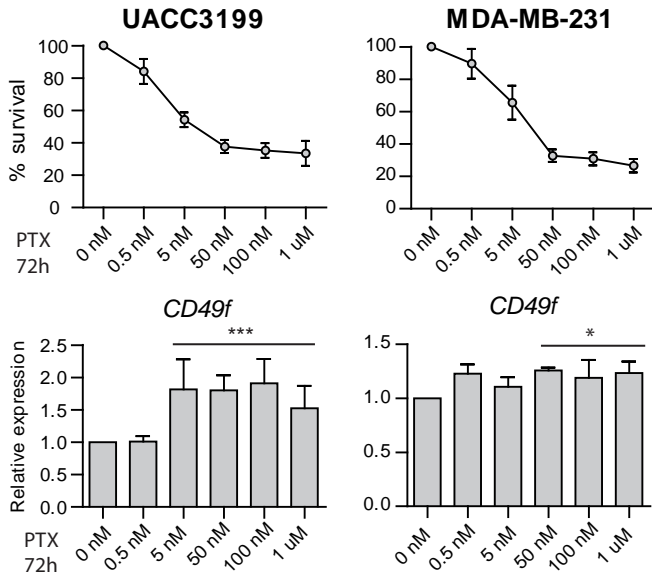 UACC3199
MDA-MB-231
% survival
100
80
60
40
20
0
100
80
60
40
20
0
PTX
72h
0 nM
0.5 nM
5 nM
50 nM
100 nM
1 uM
0 nM
0.5 nM
5 nM
50 nM
100 nM
1 uM
CD49f
CD49f
***
*
Relative expression
2.5
2.0
1.5
1.0
0.5
0.0
1.5
1.0
0.5
0.0
PTX
72h
0 nM
0.5 nM
5 nM
50 nM
100 nM
1 uM
0 nM
0.5 nM
5 nM
50 nM
100 nM
1 uM